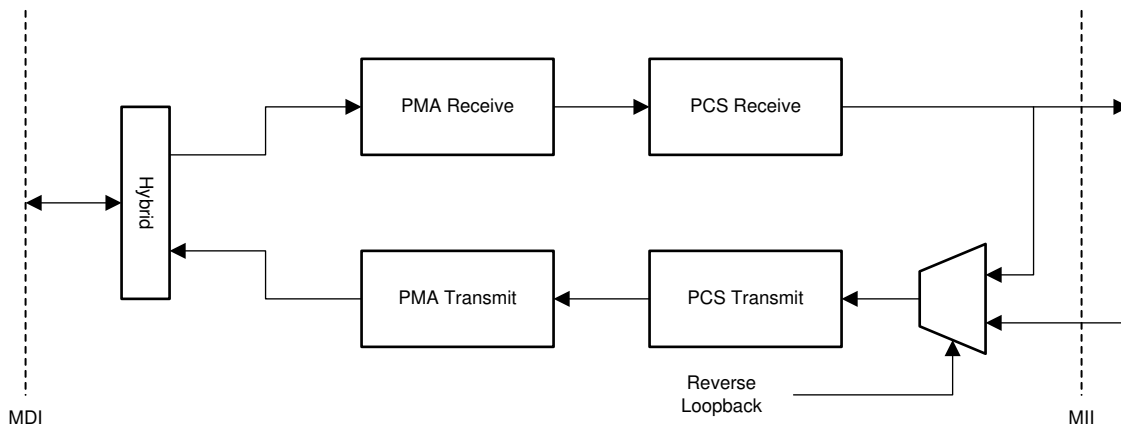 PMA Receive
PCS Receive
Hybrid
PMA Transmit
PCS Transmit
Reverse
Loopback
MDI
MII